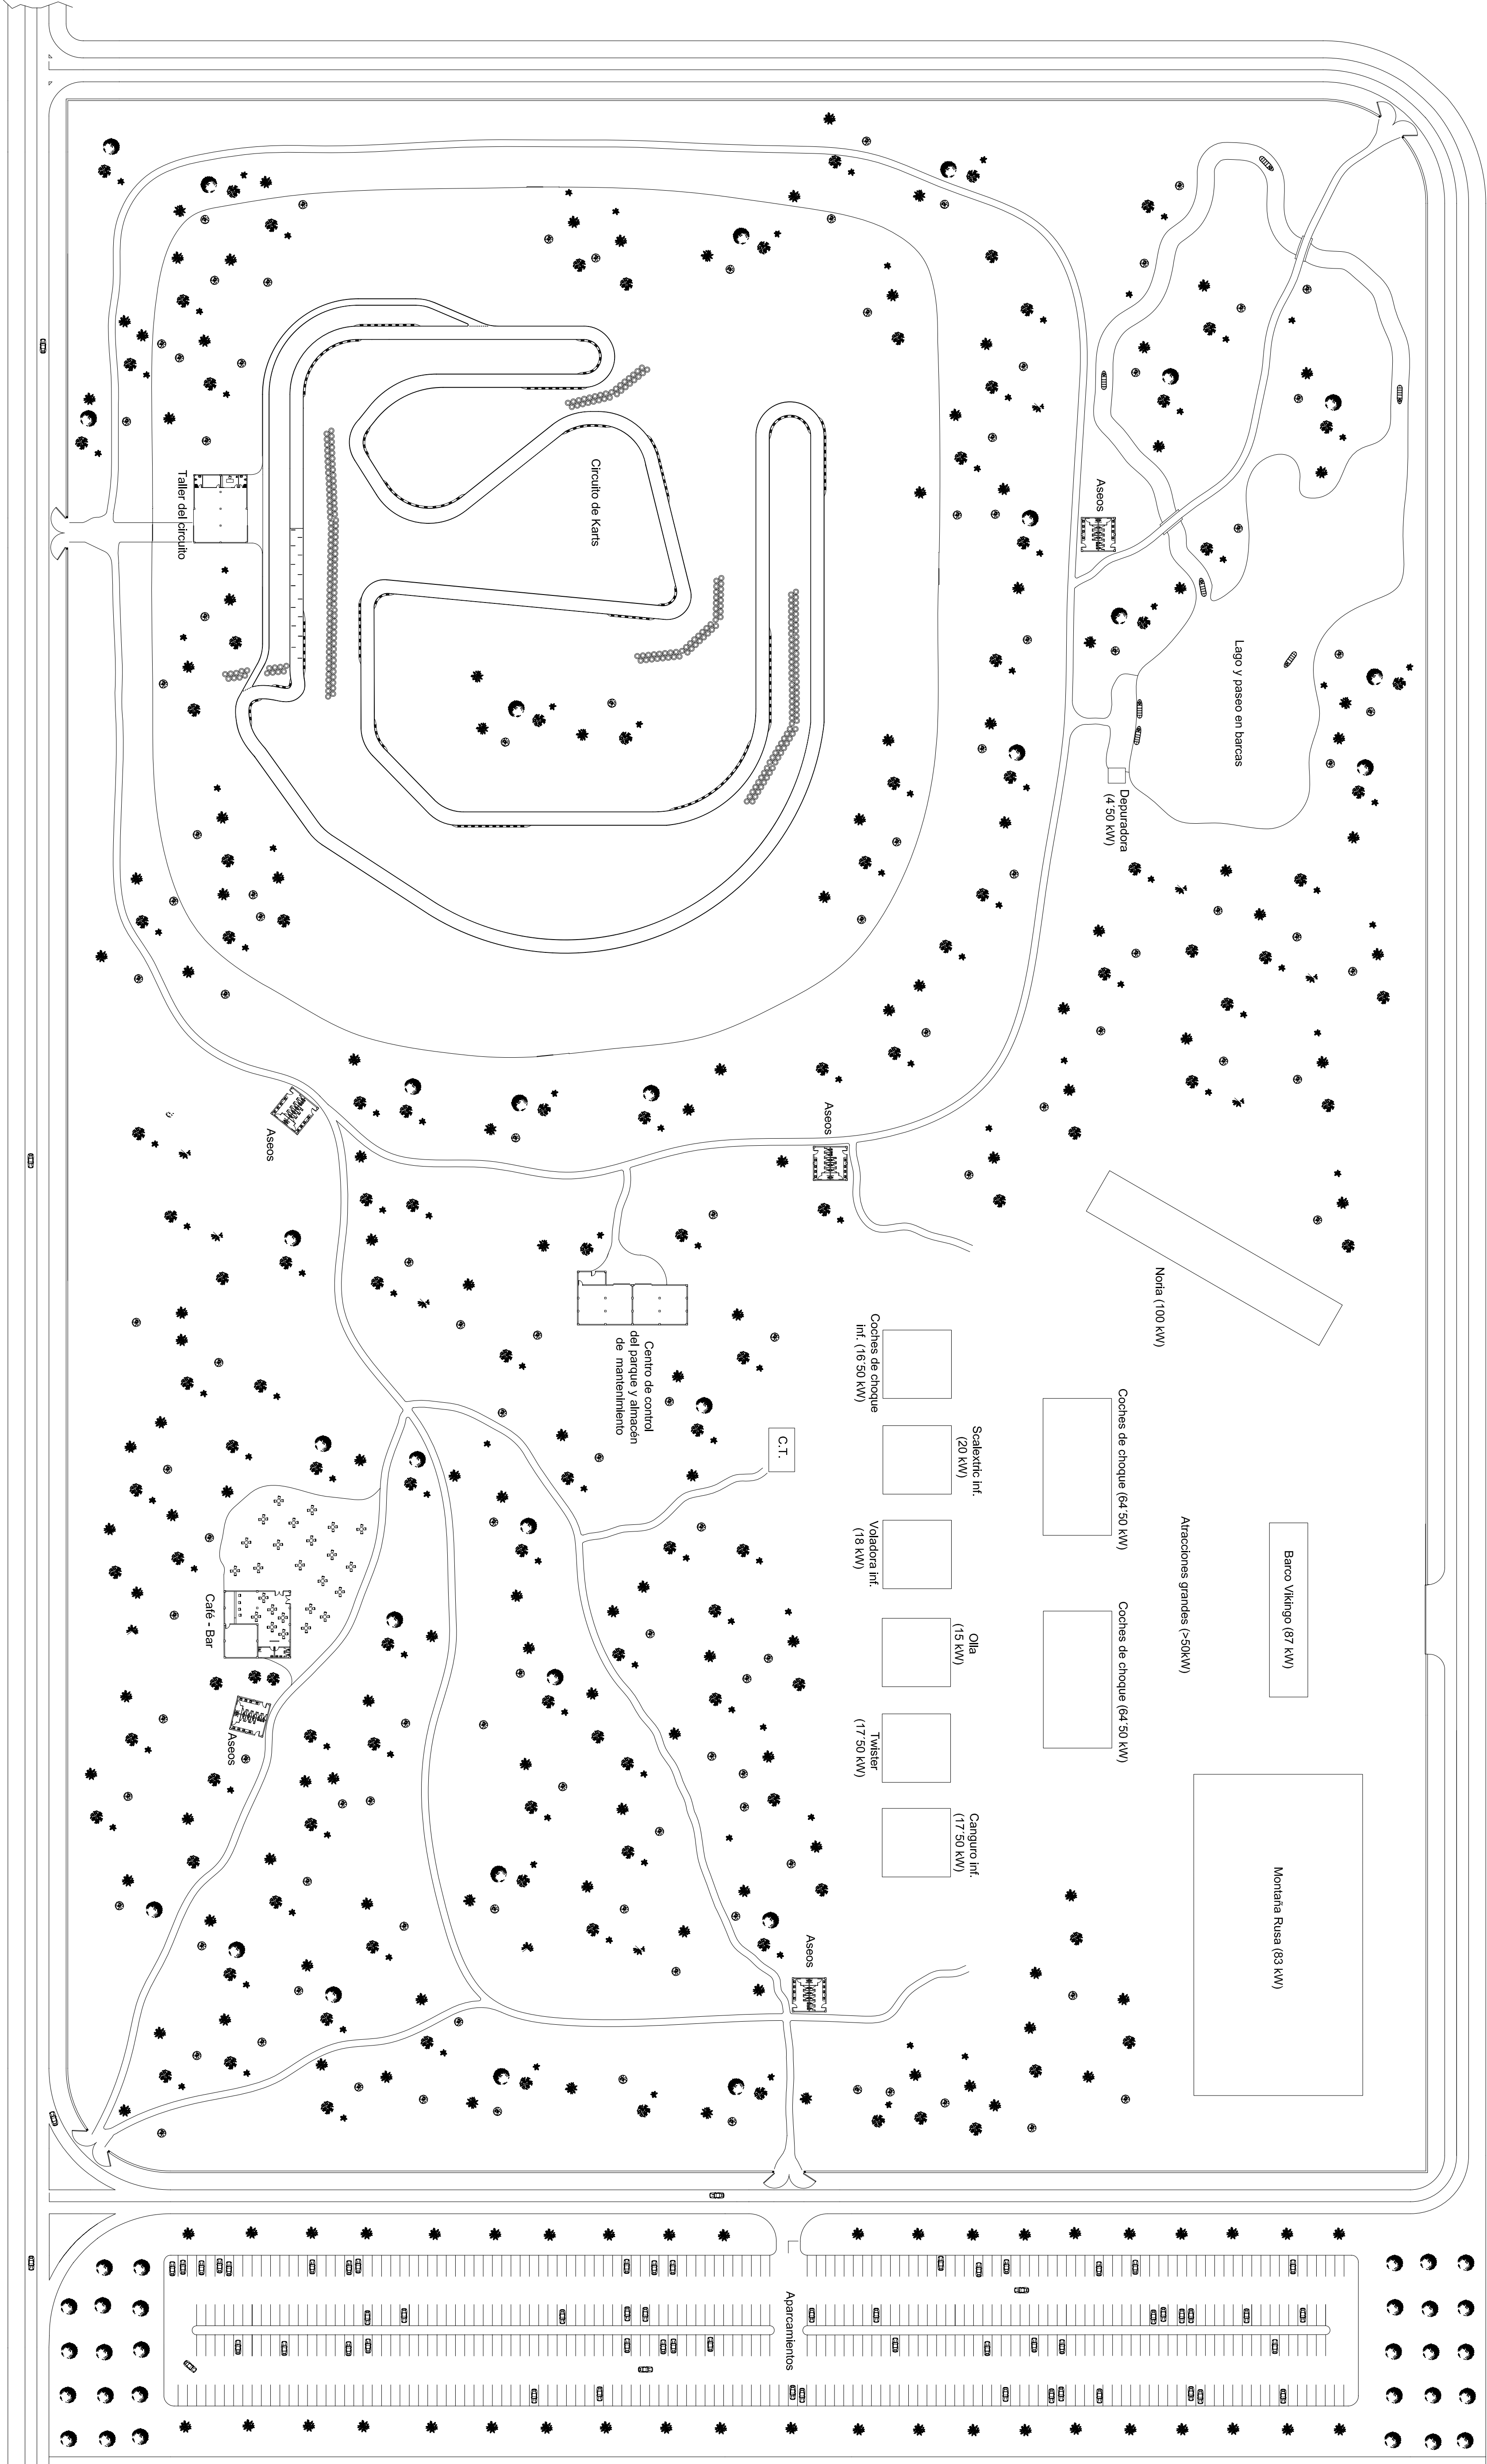 Circuito de Karts
Taller del circuito
Aseos
Lago y paseo en barcas
Depuradora
(4´50 kW)
Aseos
Aseos
Noria (100 kW)
Centro de control
del parque y almacén
de mantenimiento
Coches de choque
inf. (16´50 kW)
Coches de choque (64´50 kW)
C.T.
Scalextric inf.
(20 kW)
Atracciones grandes (>50kW)
Barco Vikingo (87 kW)
Voladora inf.
(18 kW)
Café - Bar
Olla
(15 kW)
Coches de choque (64´50 kW)
Aseos
Twister
(17´50 kW)
Canguro inf.
(17´50 kW)
Montaña Rusa (83 kW)
Aseos
Aparcamientos